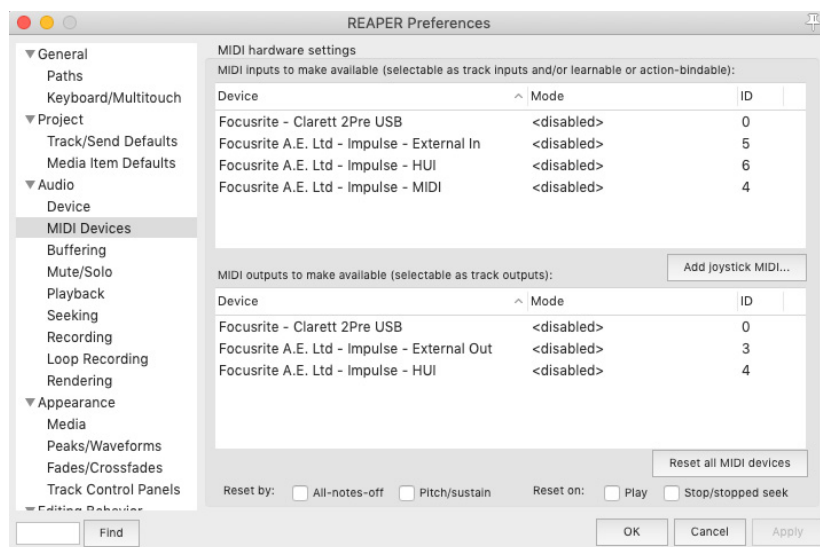 REAPER Preferences
General
Paths
Keyboard/Multitouch
Project
Track/Send Defaults
Media Item Defaults
Audio
Device
MIDI Devices
Buffering
Mute/Solo
Playback
Seeking
Recording
Loop Recording
Rendering
Appearance
Media
Peaks/Waveforms
Fades/Crossfades
Track Control Panels
Editing Behavior
Find
MIDI hardware settings
MIDI inputs to make available (selectable as track inputs and/or learnable or action-bindable):
Device Mode ID
Focusrite - Clarett 2Pre USB <disabled> 0
Focusrite A.E. Ltd - Impulse - External In <disabled> 5
Focusrite A.E. Ltd - Impulse - HUI <disabled> 6
Focusrite A.E. Ltd - Impulse - MIDI <disabled> 4
Add joystick MIDI...
MIDI outputs to make available (selectable as track outputs):
Device Mode ID
Focusrite - Clarett 2Pre USB <disabled> 0
Focusrite A.E. Ltd - Impulse - External Out <disabled> 3
Focusrite A.E. Ltd - Impulse - HUI <disabled> 4
Reset all MIDI devices
Reset by: All-notes-off Pitch/sustain Reset on: Play Stop/stopped seek
OK Cancel Apply